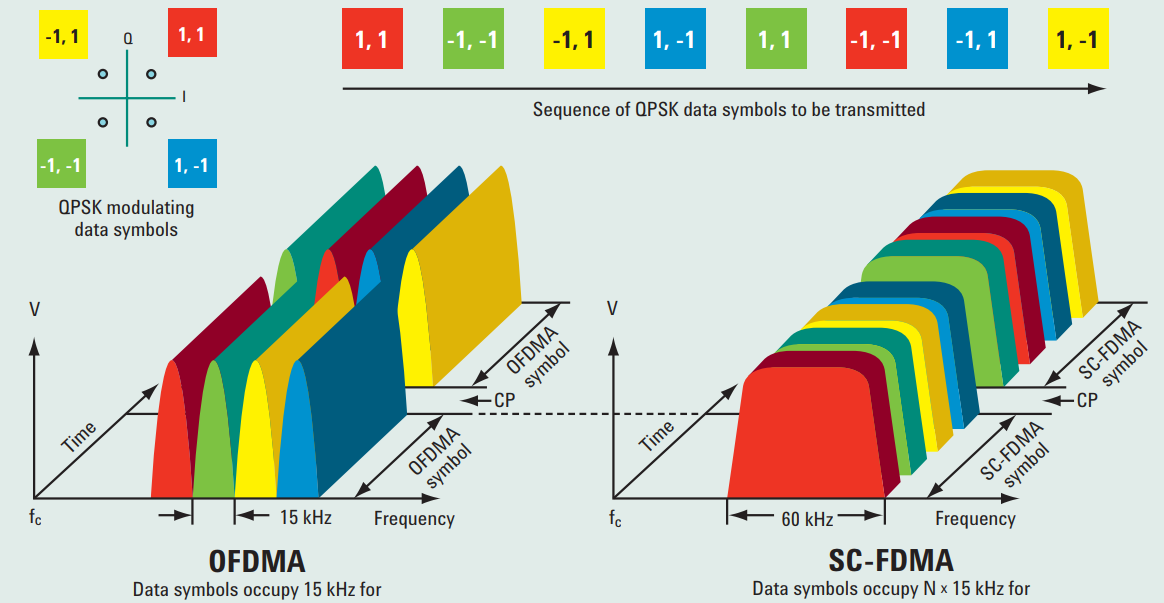 -1, 1
1, 1
Q
I
-1, -1
1, -1
QPSK modulating
data symbols
1, 1
-1, -1
-1, 1
1, -1
1, 1
-1, -1
-1, 1
1, -1
Sequence of QPSK data symbols to be transmitted
V
Time
fc
OFDMA
symbol
CP
OFDMA
symbol
15 kHz
Frequency
OFDMA
Data symbols occupy 15 kHz for
V
Time
fc
SC-FDMA
symbol
CP
SC-FDMA
symbol
60 kHz
Frequency
SC-FDMA
Data symbols occupy N x 15 kHz for